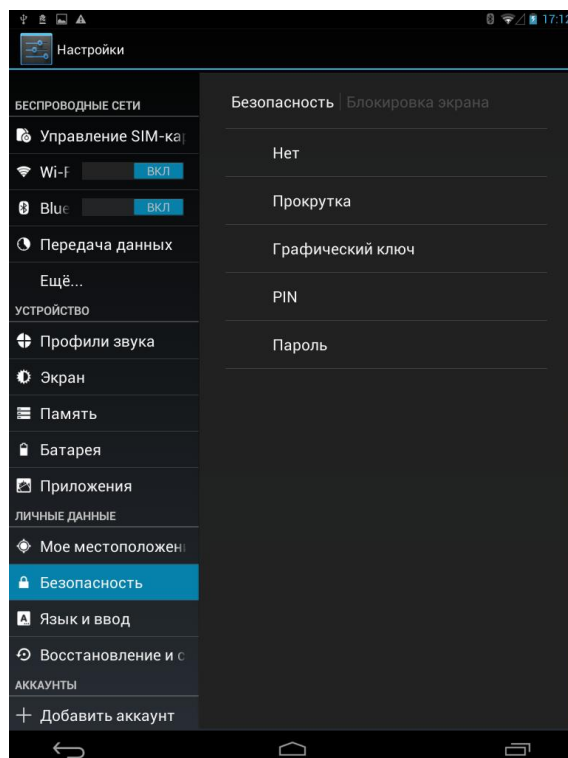 17:12
Настройки
БЕСПРОВОДНЫЕ СЕТИ
Управление SIM-кар
Wi-F ВКЛ
Blue ВКЛ
Передача данных
Ещё...
УСТРОЙСТВО
Профили звука
Экран
Память
Батарея
Приложения
ЛИЧНЫЕ ДАННЫЕ
Мое местоположен
Безопасность
Язык и ввод
Восстановление и с
АККАУНТЫ
Добавить аккаунт
Безопасность Блокировка экрана
Нет
Прокрутка
Графический ключ
PIN
Пароль